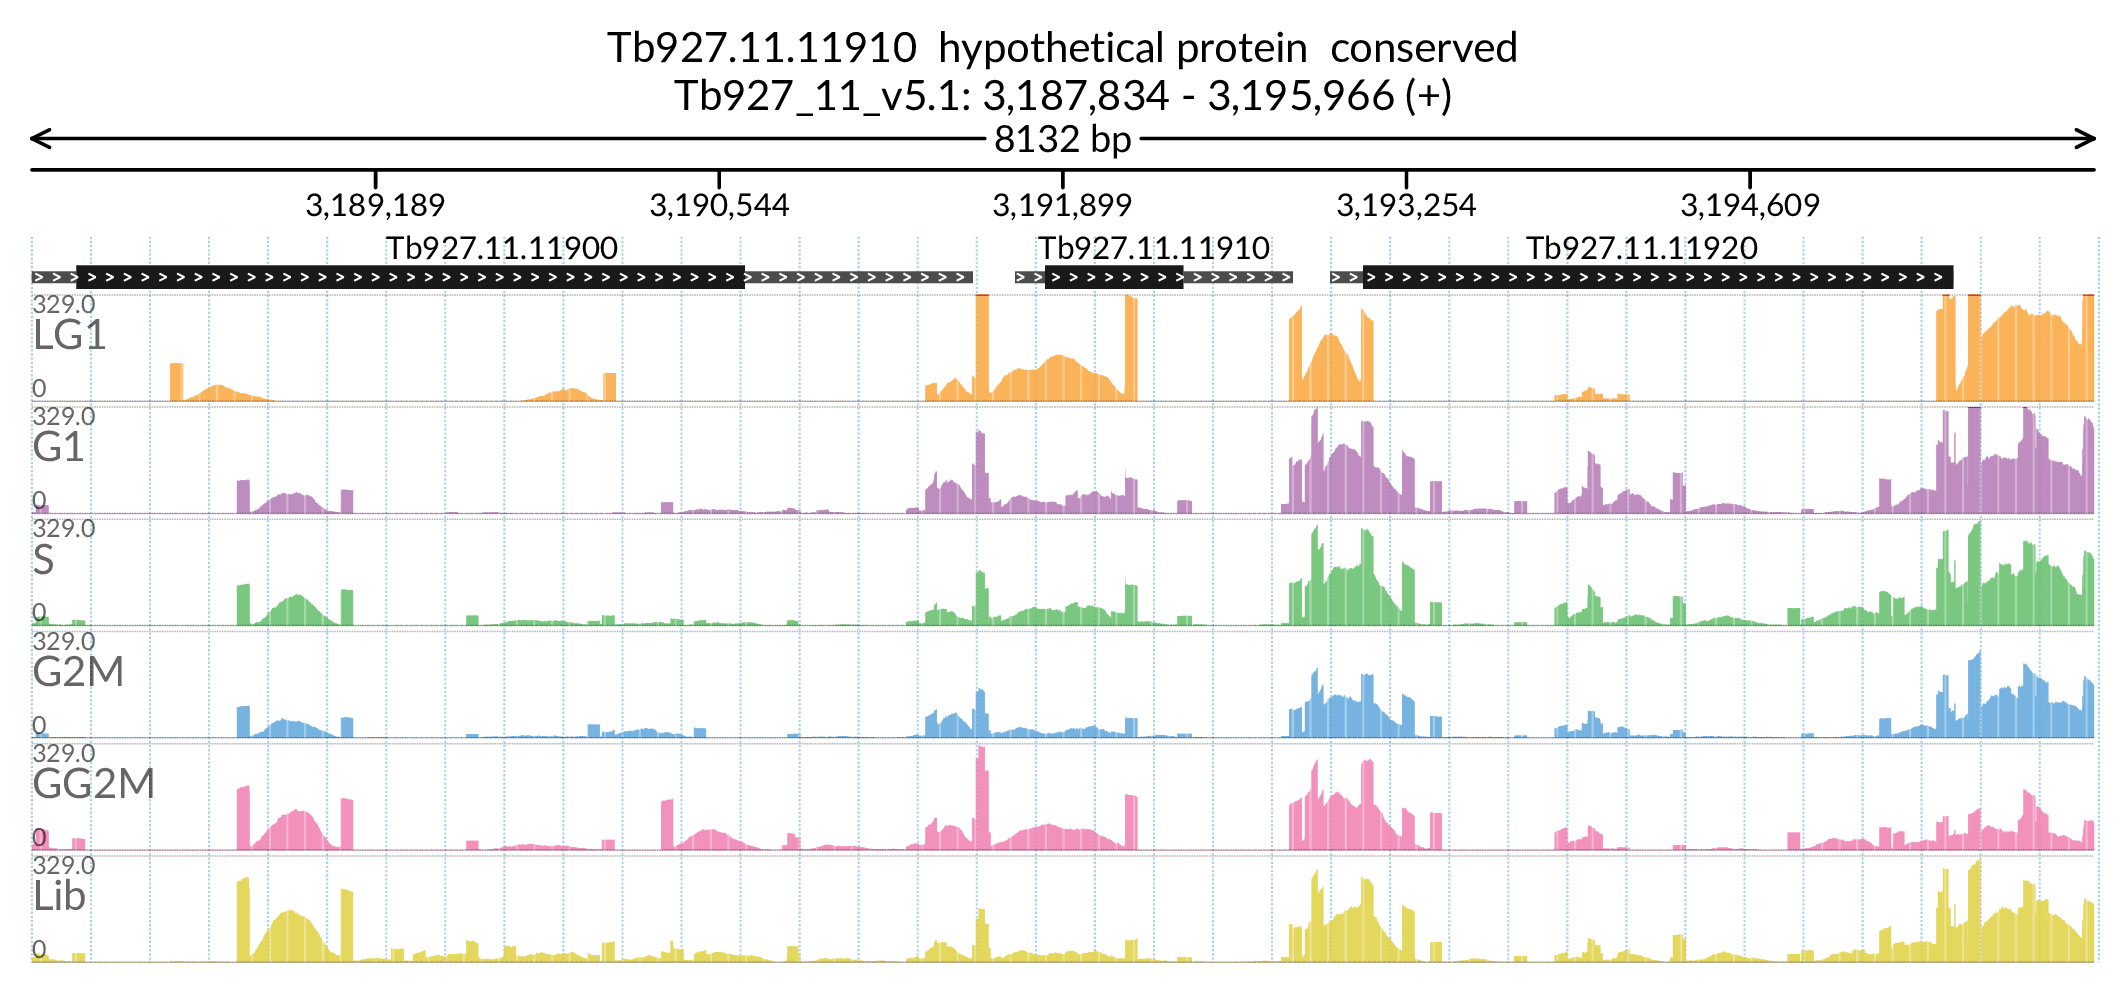 Tb927.11.11910 hypothetical protein conserved
Tb927_11_v5.1: 3,187,834 - 3,195,966 (+)
8132 bp
3,189,189 3,190,544 3,191,899 3,193,254 3,194,609
Tb927.11.11900 Tb927.11.11910 Tb927.11.11920
329.0
LG1
0
329.0
G1
0
329.0
S
0
329.0
G2M
0
329.0
GG2M
0
329.0
Lib
0